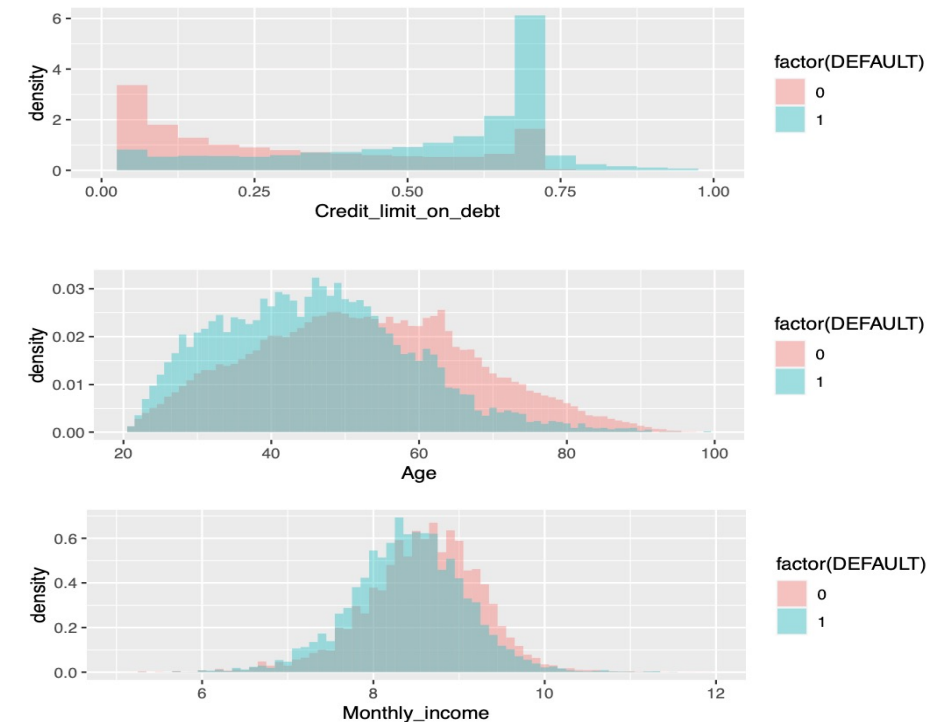 6
4
2
0
density
0.00 0.25 0.50 0.75 1.00
Credit_limit_on_debt
factor(DEFAULT)
0
1
0.03
0.02
0.01
0.00
density
20 40 60 80 100
Age
factor(DEFAULT)
0
1
0.6
0.4
0.2
0.0
density
6 8 10 12
Monthly_income
factor(DEFAULT)
0
1